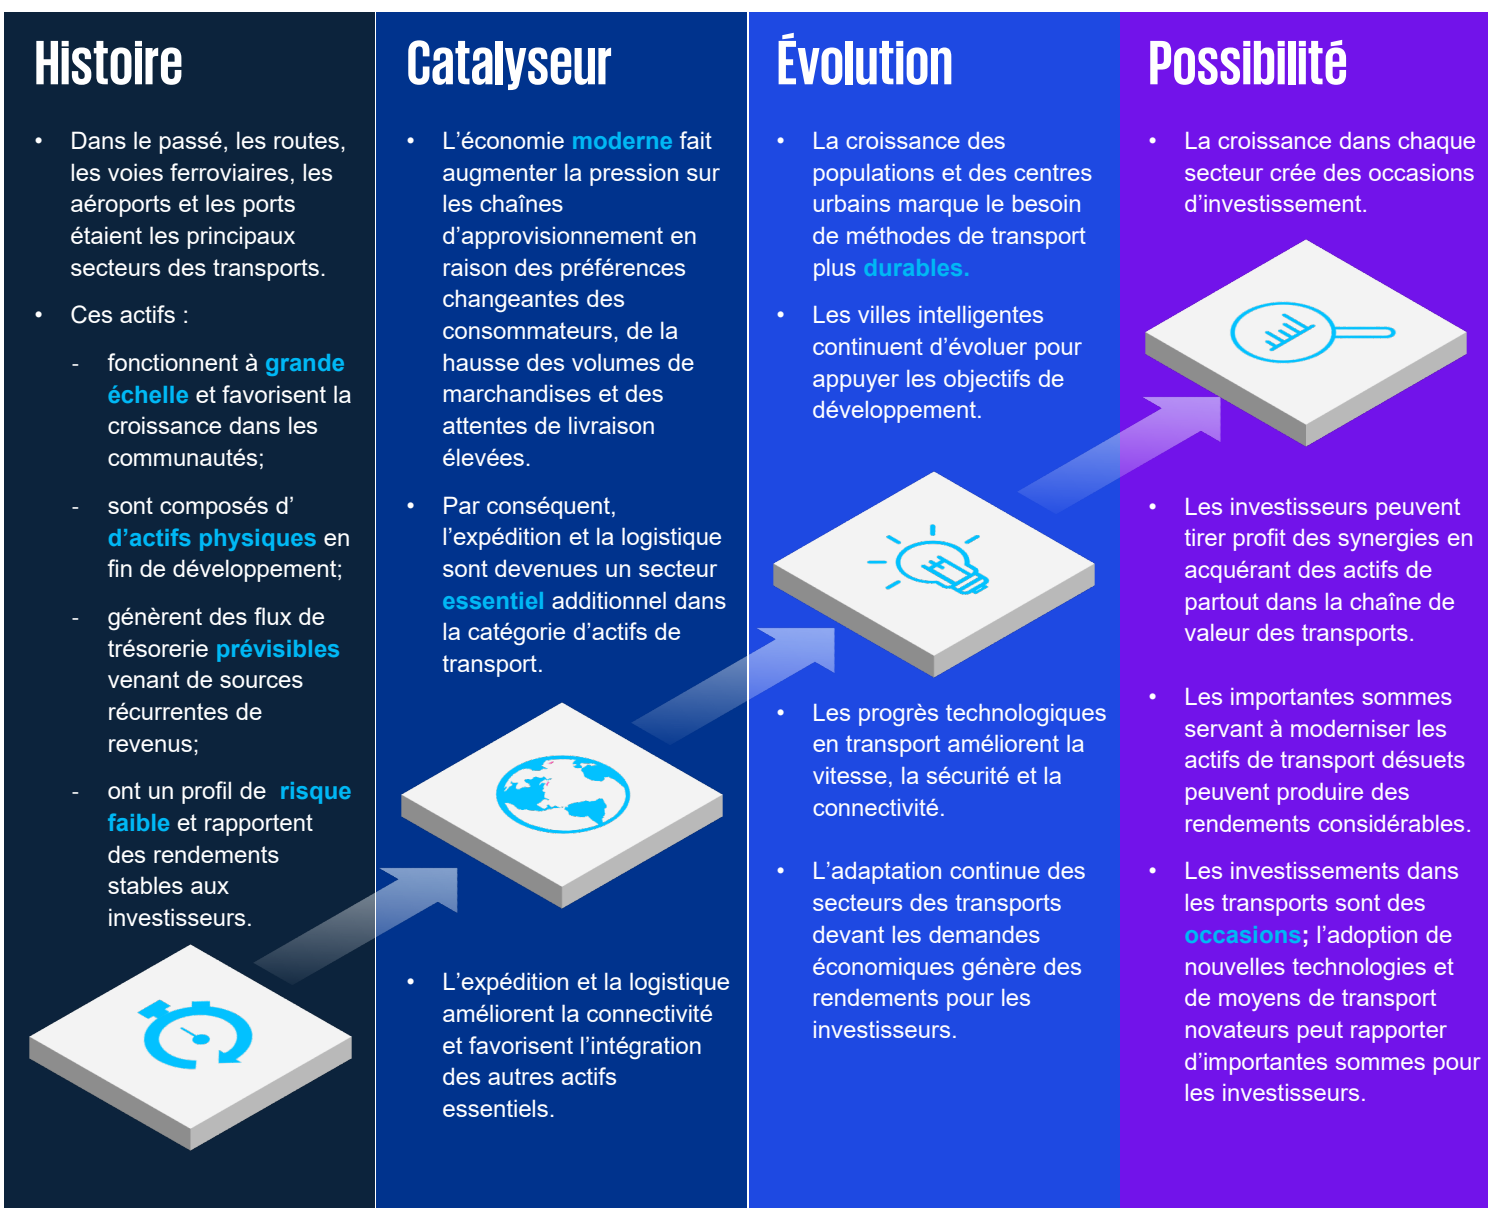 Histoire
• Dans le passé, les routes,
les voies ferroviaires, les
aéroports et les ports
étaient les principaux
secteurs des transports.
• Ces actifs :
- fonctionnent à grande
échelle et favorisent la
croissance dans les
communautés;
- sont composés d’
d’actifs physiques en
fin de développement;
- génèrent des flux de
trésorerie prévisibles
venant de sources
récurrentes de
revenus;
- ont un profil de risque
faible et rapportent
des rendements
stables aux
investisseurs.
Catalyseur
• L’économie moderne fait
augmenter la pression sur
les chaînes
d’approvisionnement en
raison des préférences
changeantes des
consommateurs, de la
hausse des volumes de
marchandises et des
attentes de livraison
élevées.
• Par conséquent,
l’expédition et la logistique
sont devenues un secteur
essentiel additionnel dans
la catégorie d’actifs de
transport.
• L’expédition et la logistique
améliorent la connectivité
et favorisent l’intégration
des autres actifs
essentiels.
Évolution
• La croissance des
populations et des centres
urbains marque le besoin
de méthodes de transport
plus durables.
• Les villes intelligentes
continuent d’évoluer pour
appuyer les objectifs de
développement.
• Les progrès technologiques
en transport améliorent la
vitesse, la sécurité et la
connectivité.
• L’adaptation continue des
secteurs des transports
devant les demandes
économiques génère des
rendements pour les
investisseurs.
Possibilité
• La croissance dans chaque
secteur crée des occasions
d’investissement.
• Les investisseurs peuvent
tirer profit des synergies en
acquérant des actifs de
partout dans la chaîne de
valeur des transports.
• Les importantes sommes
servant à moderniser les
actifs de transport désuets
peuvent produire des
rendements considérables.
• Les investissements dans
les transports sont des
occasions; l’adoption de
nouvelles technologies et
de moyens de transport
novateurs peut rapporter
d’importantes sommes pour
les investisseurs.